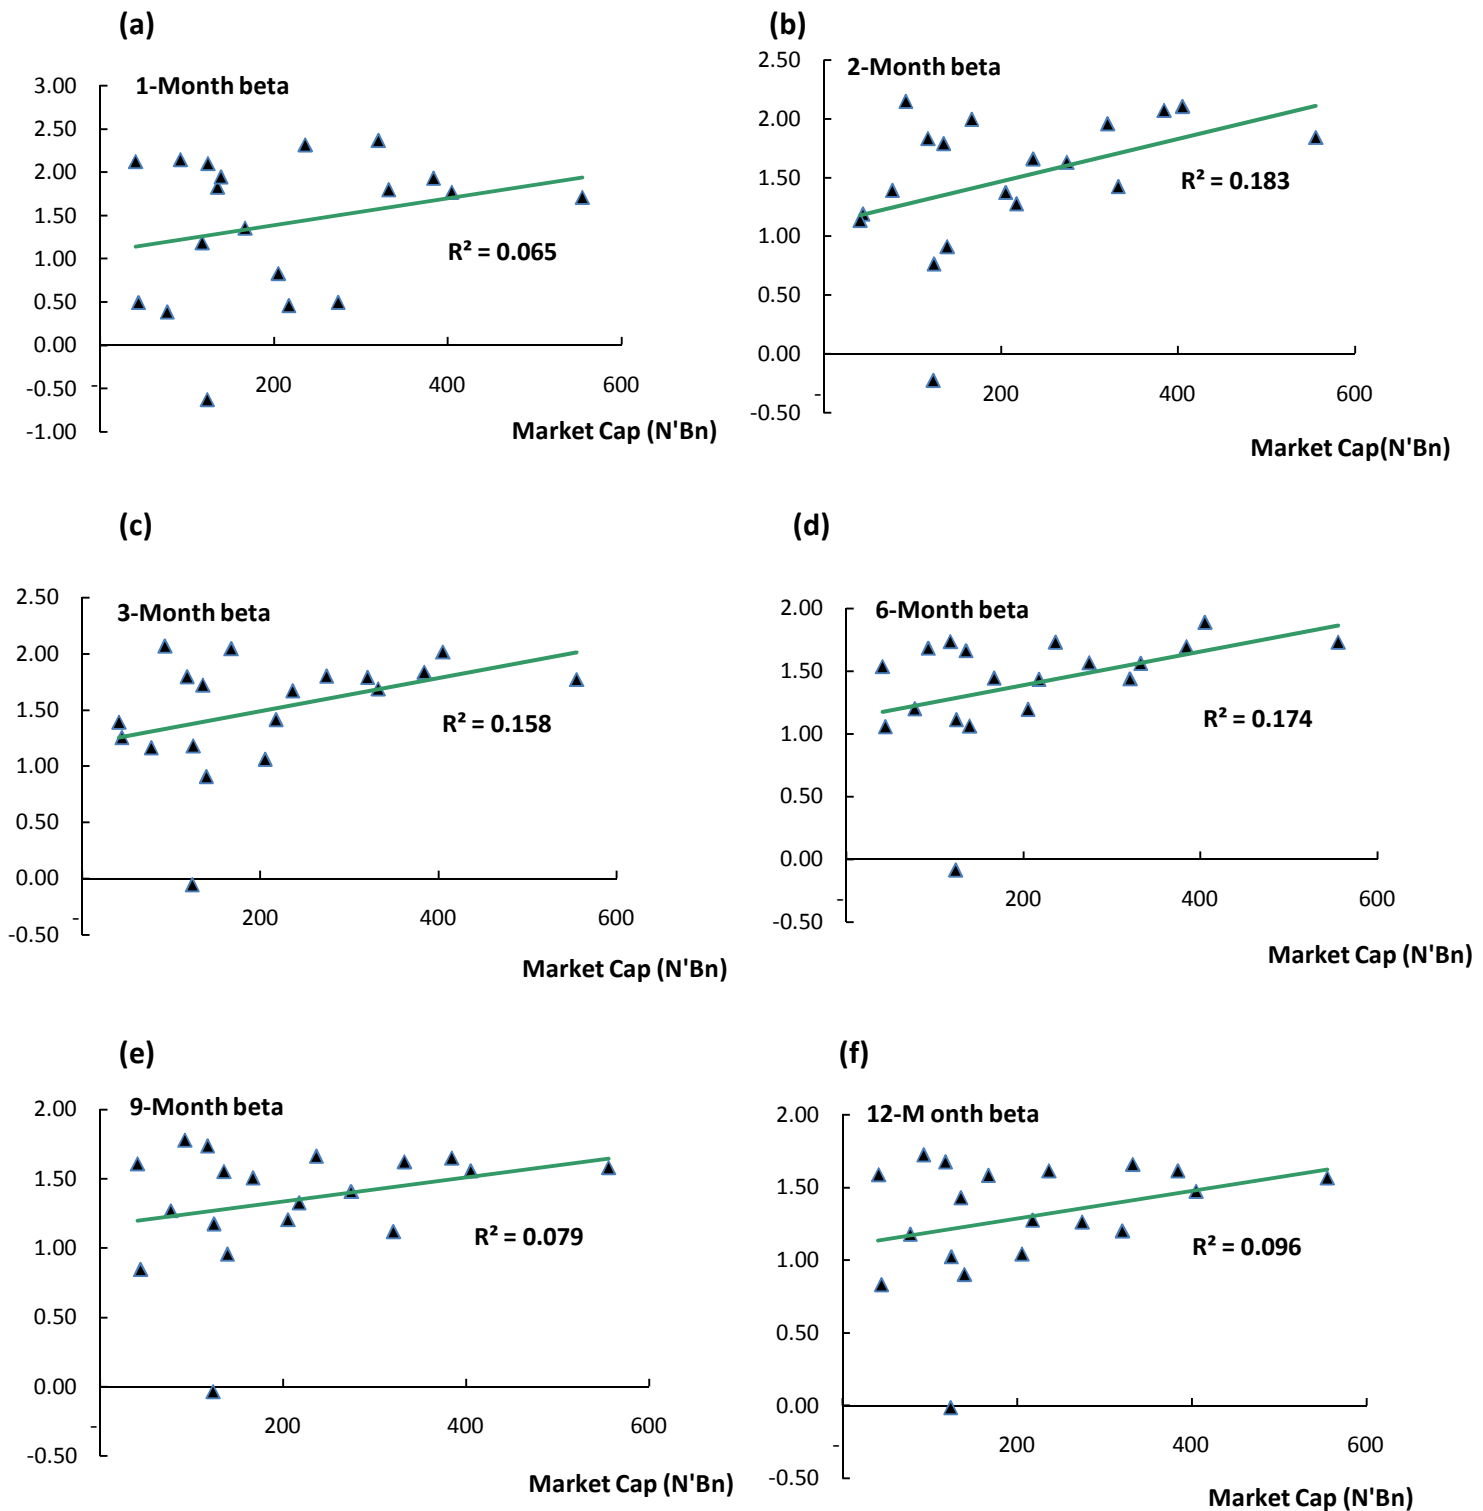 (a)
1-Month beta
3.00
2.50
2.00
1.50
1.00
0.50
0.00
-0.50
-1.00
-
200
400
600
R² = 0.065
Market Cap (N'Bn)
(b)
2-Month beta
2.50
2.00
1.50
1.00
0.50
0.00
-0.50
-
200
400
600
R² = 0.183
Market Cap(N'Bn)
(c)
3-Month beta
2.50
2.00
1.50
1.00
0.50
0.00
-0.50
-
200
400
600
R² = 0.158
Market Cap (N'Bn)
(d)
6-Month beta
2.00
1.50
1.00
0.50
0.00
-0.50
-
200
400
600
R² = 0.174
Market Cap (N'Bn)
(e)
9-Month beta
2.00
1.50
1.00
0.50
0.00
-0.50
-
200
400
600
R² = 0.079
Market Cap (N'Bn)
(f)
12-M onth beta
2.00
1.50
1.00
0.50
0.00
-0.50
-
200
400
600
R² = 0.096
Market Cap (N'Bn)